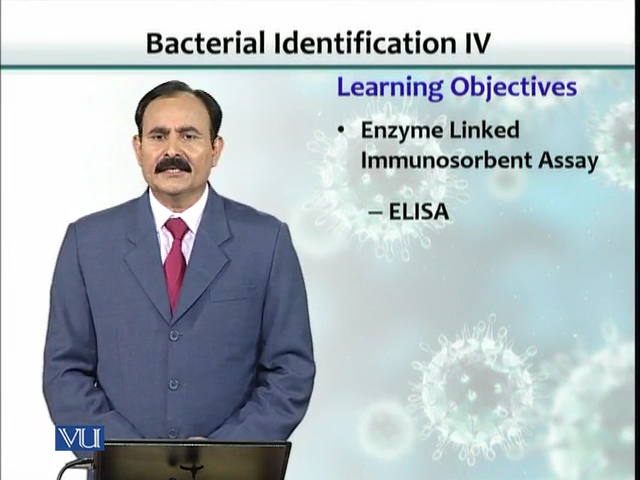 Bacterial Identification IV
Learning Objectives
• Enzyme Linked
Immunosorbent Assay
– ELISA
VU